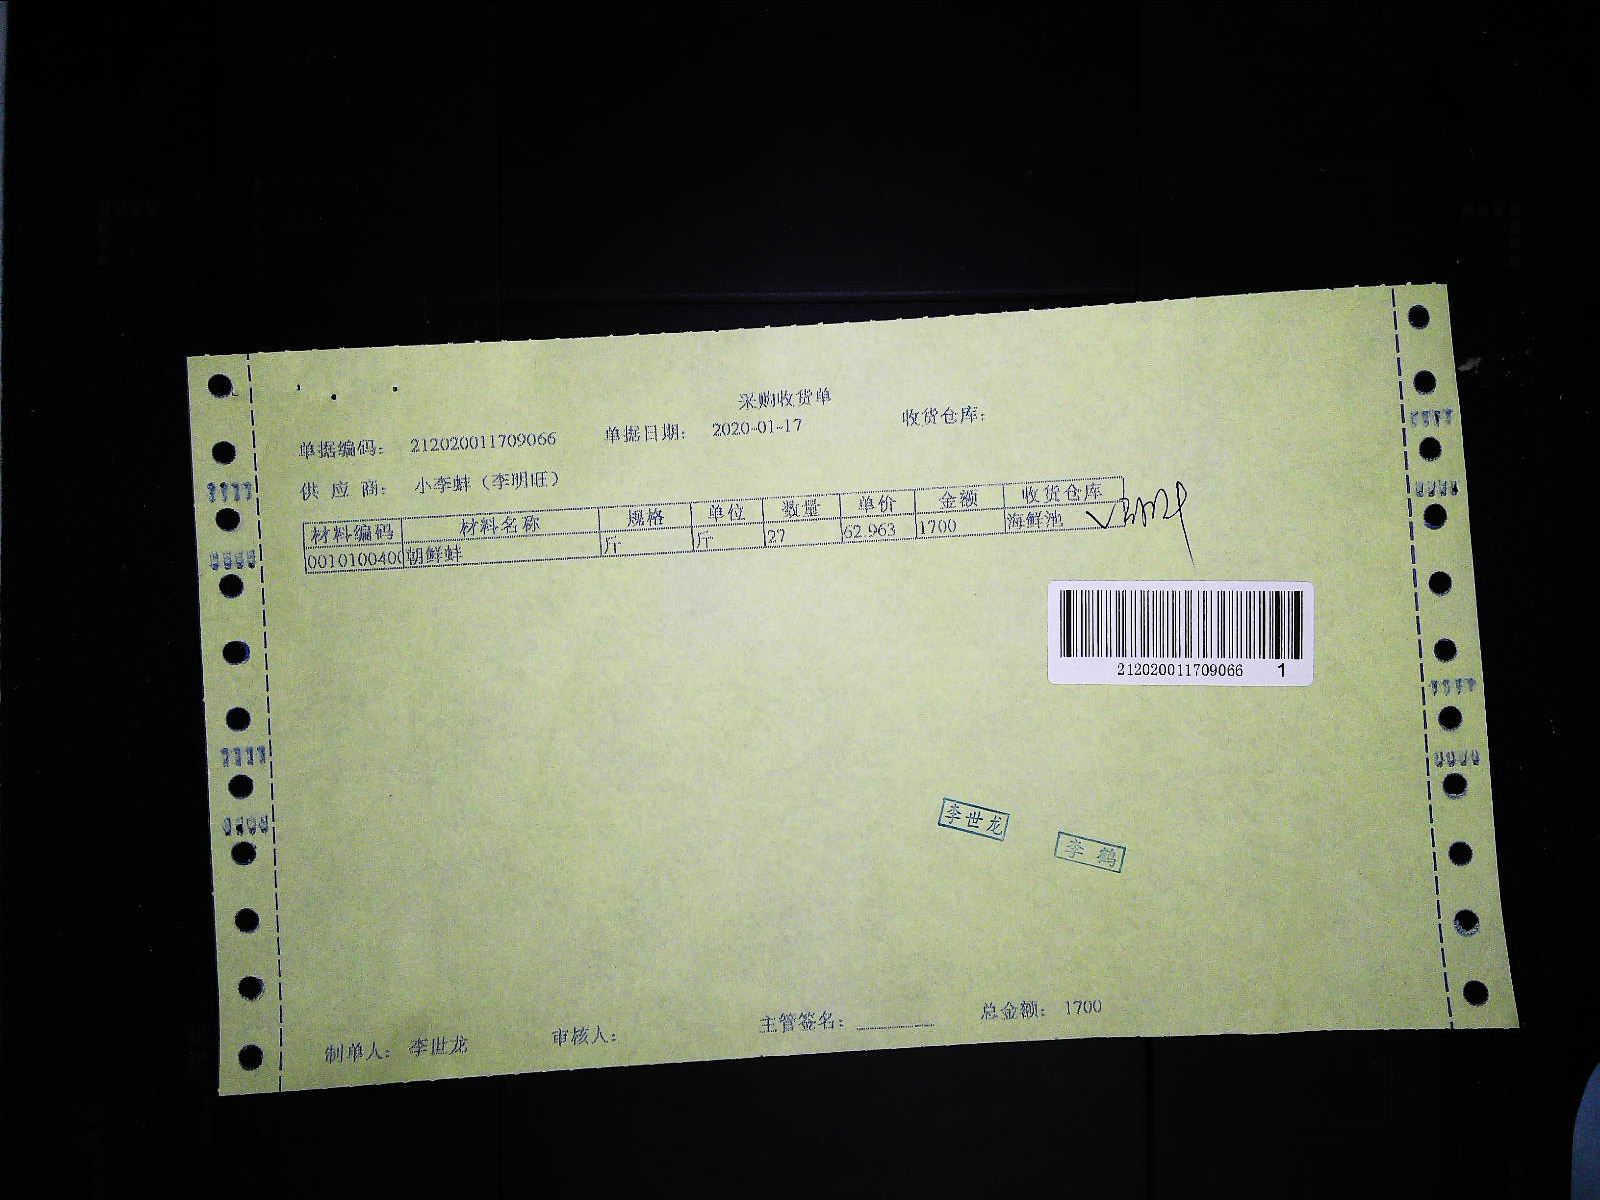 采购收货单
单据编码： 212020011709066 单据日期： 2020-01-17 收货仓库：
供 应 商： 小李蚌（李明旺）
材料编码 材料名称 规格 单位 数量 单价 金额 收货仓库
0010100400 朝鲜蚌 斤 斤 27 62.963 1700 海鲜池
212020011709066 1
李世龙
李 鹤
制单人： 李世龙 审核人： 主管签名： 总金额： 1700